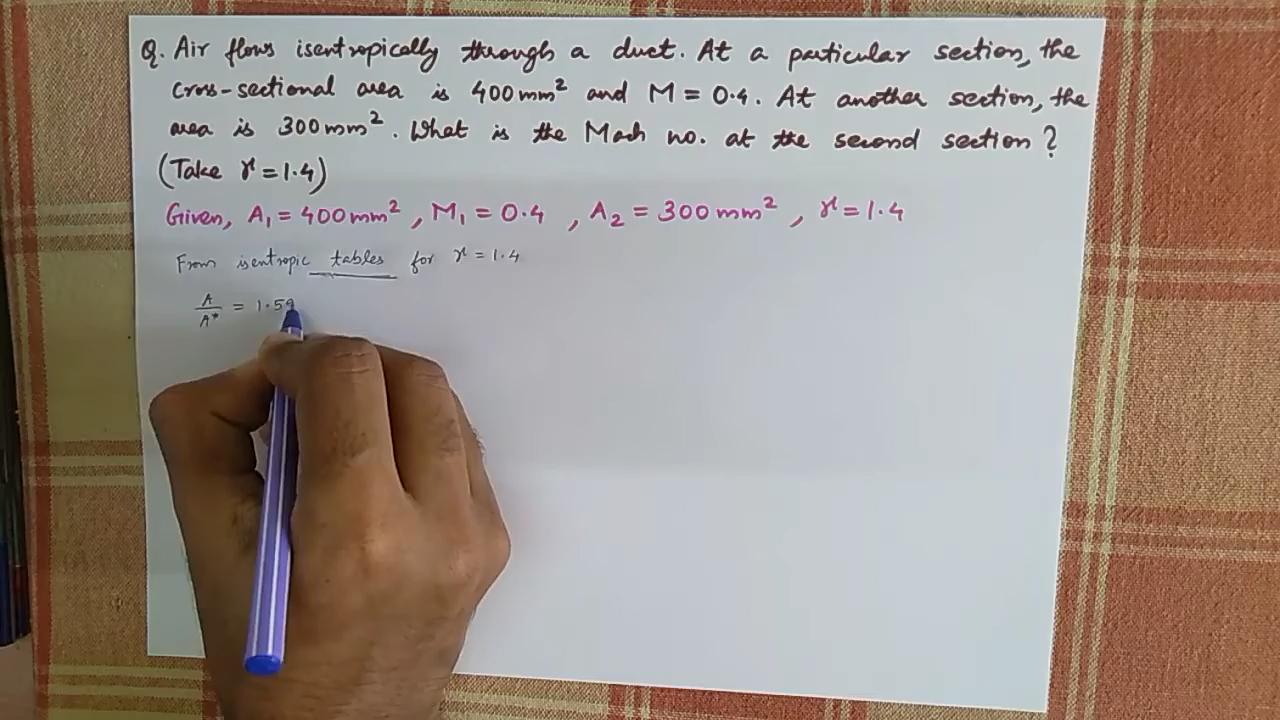 Q. Air flows isentropically through a duct. At a particular section, the
cross-sectional area is 400 mm² and M = 0.4. At another section, the
area is 300 mm². What is the Mach no. at the second section?
(Take γ = 1.4)
Given, A₁ = 400 mm², M₁ = 0.4, A₂ = 300 mm², γ = 1.4
From isentropic tables for γ = 1.4
A/A* = 1.59